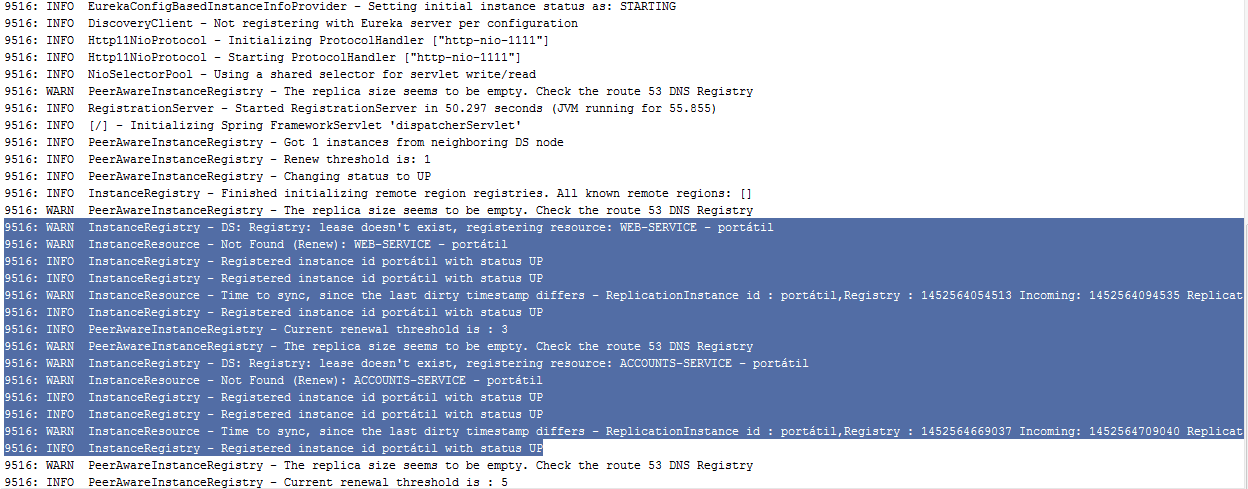 9516: INFO  EurekaConfigBasedInstanceInfoProvider - Setting initial instance status as: STARTING
9516: INFO  DiscoveryClient - Not registering with Eureka server per configuration
9516: INFO  Http11NioProtocol - Initializing ProtocolHandler ["http-nio-1111"]
9516: INFO  Http11NioProtocol - Starting ProtocolHandler ["http-nio-1111"]
9516: INFO  NioSelectorPool - Using a shared selector for servlet write/read
9516: WARN  PeerAwareInstanceRegistry - The replica size seems to be empty. Check the route 53 DNS Registry
9516: INFO  RegistrationServer - Started RegistrationServer in 50.297 seconds (JVM running for 55.855)
9516: INFO  [/] - Initializing Spring FrameworkServlet 'dispatcherServlet'
9516: INFO  PeerAwareInstanceRegistry - Got 1 instances from neighboring DS node
9516: INFO  PeerAwareInstanceRegistry - Renew threshold is: 1
9516: INFO  PeerAwareInstanceRegistry - Changing status to UP
9516: INFO  InstanceRegistry - Finished initializing remote region registries. All known remote regions: []
9516: WARN  PeerAwareInstanceRegistry - The replica size seems to be empty. Check the route 53 DNS Registry
9516: WARN  InstanceRegistry - DS: Registry: lease doesn't exist, registering resource: WEB-SERVICE - portátil
9516: WARN  InstanceResource - Not Found (Renew): WEB-SERVICE - portátil
9516: INFO  InstanceRegistry - Registered instance id portátil with status UP
9516: INFO  InstanceRegistry - Registered instance id portátil with status UP
9516: WARN  InstanceResource - Time to sync, since the last dirty timestamp differs - ReplicationInstance id : portátil,Registry : 1452564054513 Incoming: 1452564094535 Replicat
9516: INFO  InstanceRegistry - Registered instance id portátil with status UP
9516: INFO  PeerAwareInstanceRegistry - Current renewal threshold is : 3
9516: WARN  PeerAwareInstanceRegistry - The replica size seems to be empty. Check the route 53 DNS Registry
9516: WARN  InstanceRegistry - DS: Registry: lease doesn't exist, registering resource: ACCOUNTS-SERVICE - portátil
9516: WARN  InstanceResource - Not Found (Renew): ACCOUNTS-SERVICE - portátil
9516: INFO  InstanceRegistry - Registered instance id portátil with status UP
9516: INFO  InstanceRegistry - Registered instance id portátil with status UP
9516: WARN  InstanceResource - Time to sync, since the last dirty timestamp differs - ReplicationInstance id : portátil,Registry : 1452564669037 Incoming: 1452564709040 Replicat
9516: INFO  InstanceRegistry - Registered instance id portátil with status UP
9516: WARN  PeerAwareInstanceRegistry - The replica size seems to be empty. Check the route 53 DNS Registry
9516: INFO  PeerAwareInstanceRegistry - Current renewal threshold is : 5